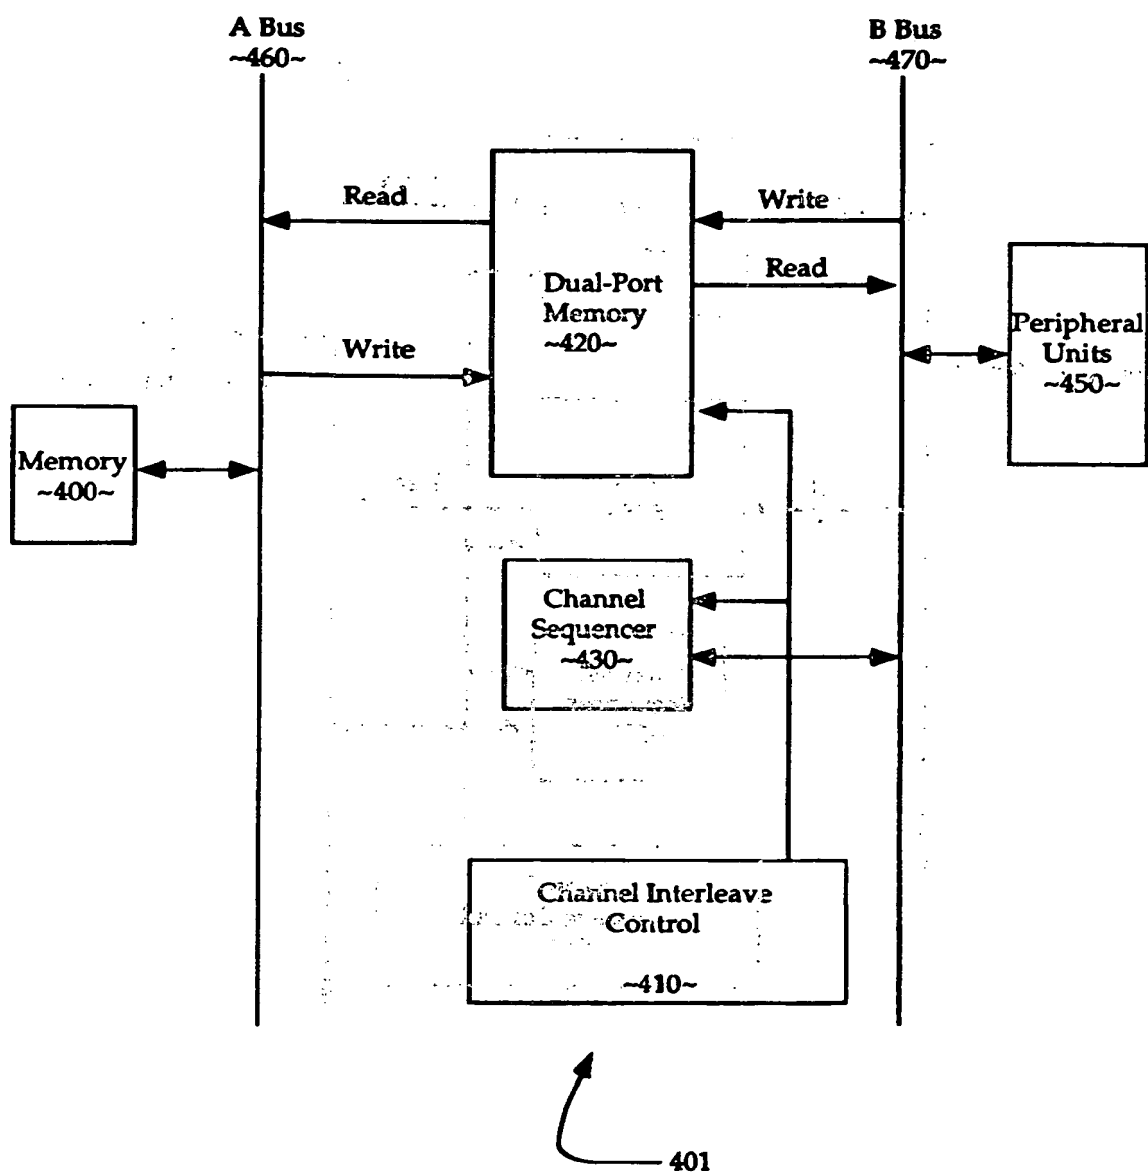 A Bus
~460~
B Bus
~470~
Read
Write
Dual-Port
Memory
~420~
Read
Write
Peripheral
Units
~450~
Memory
~400~
Channel
Sequencer
~430~
Channel Interleave
Control
~410~
401